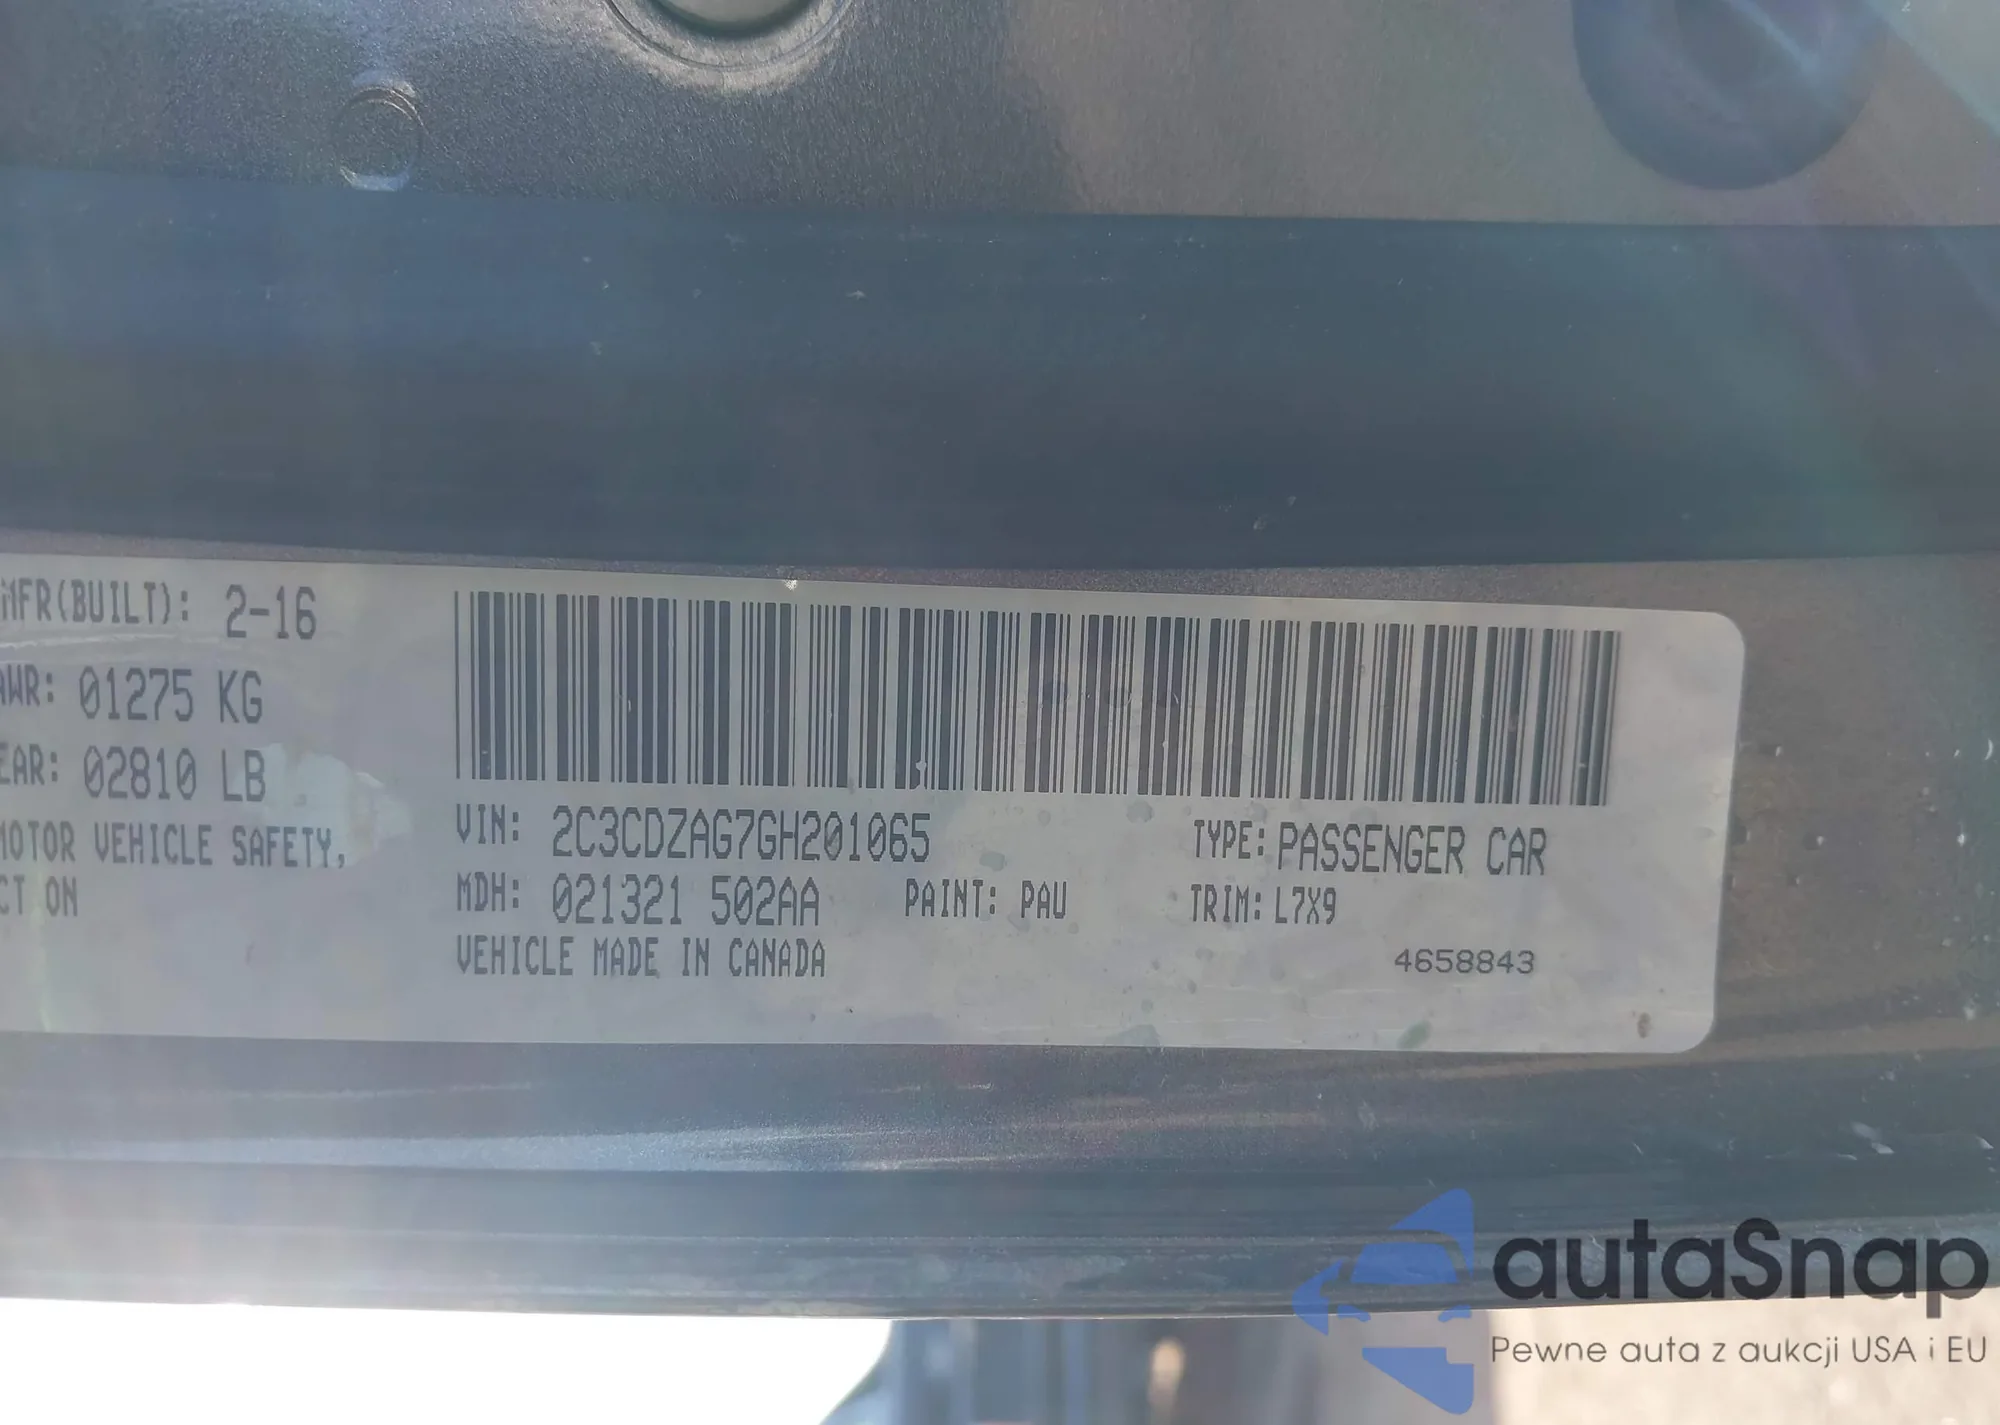 MFR(BUILT): 2-16
AWR: 01275 KG
EAR: 02810 LB
MOTOR VEHICLE SAFETY,
CT ON
VIN: 2C3CDZAG7GH201065 TYPE: PASSENGER CAR
MDH: 021321 502AA PAINT: PAU TRIM: L7X9
VEHICLE MADE IN CANADA 4658843
autaSnap
Pewne auta z aukcji USA i EU